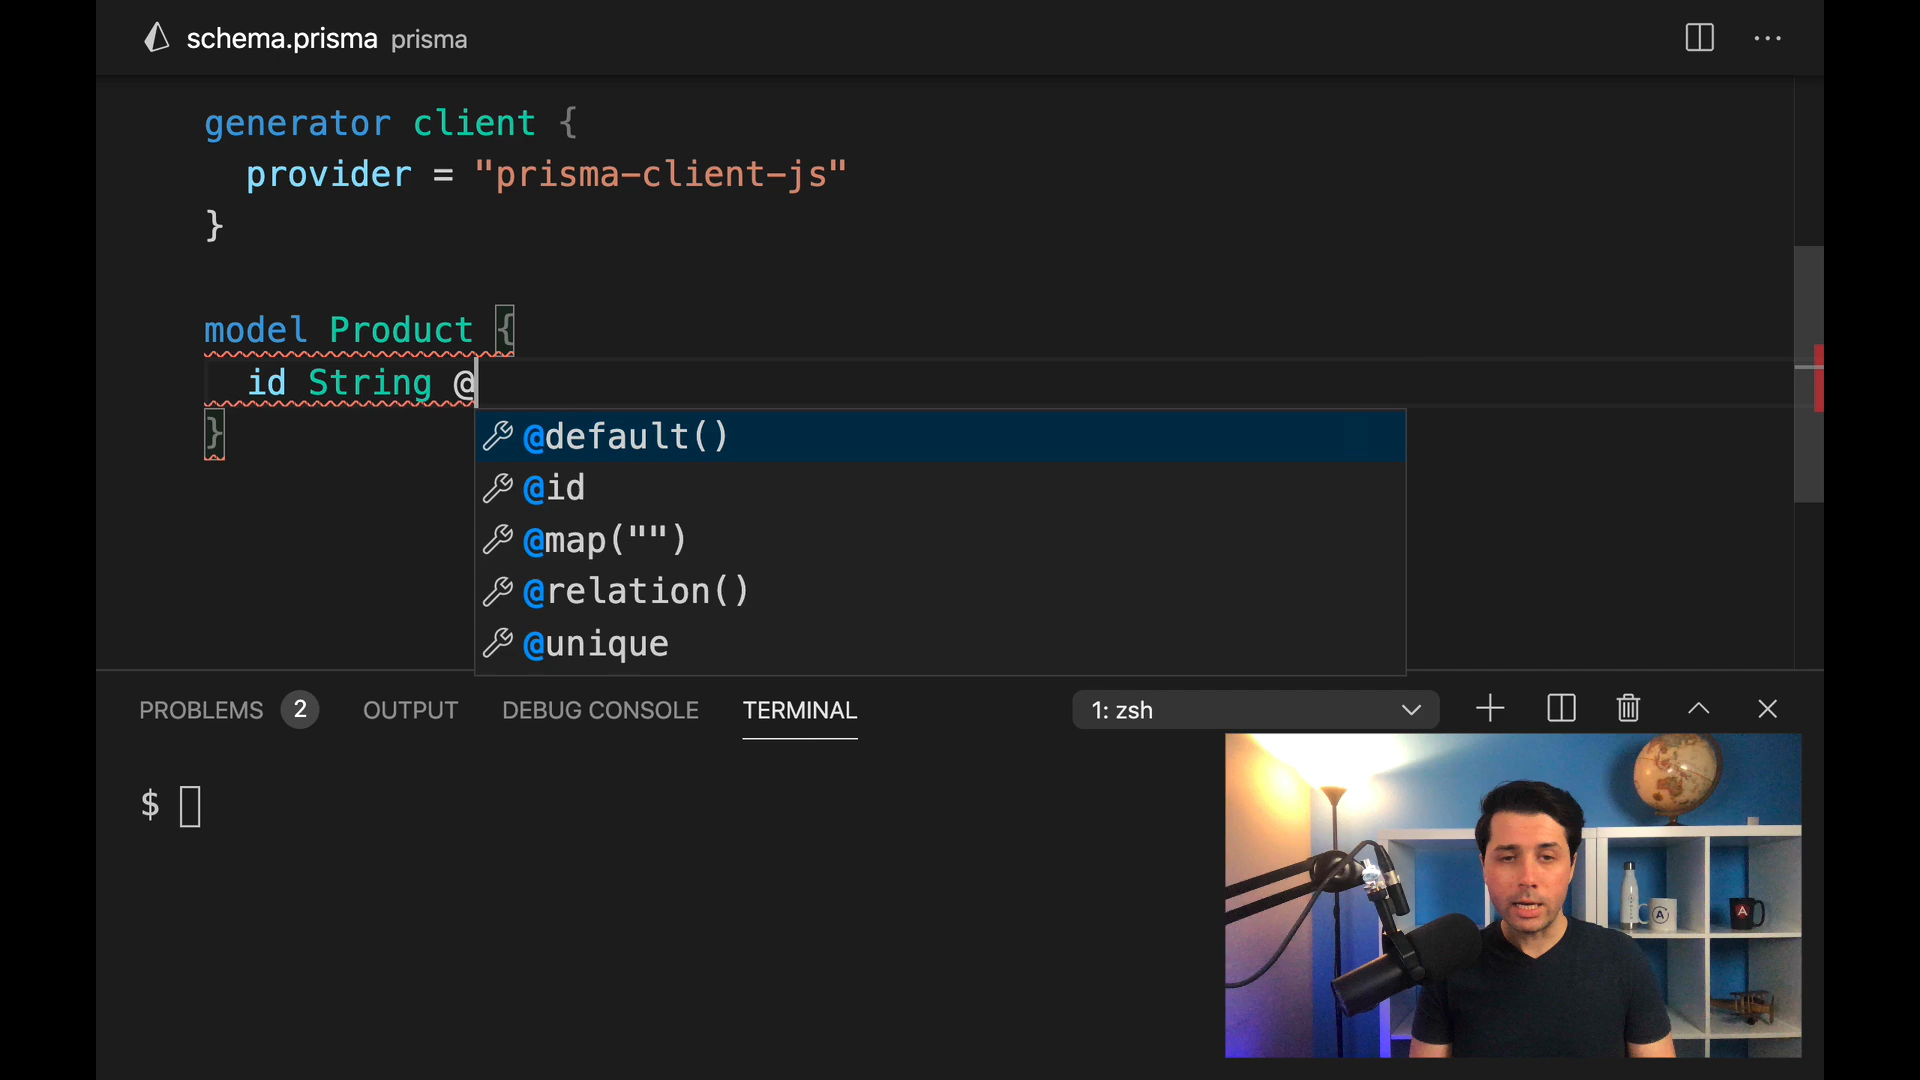 schema.prisma prisma
generator client {
provider = "prisma-client-js"
}
model Product {
id String @
}
@default()
@id
@map("")
@relation()
@unique
PROBLEMS 2 OUTPUT DEBUG CONSOLE TERMINAL 1: zsh
$
A A